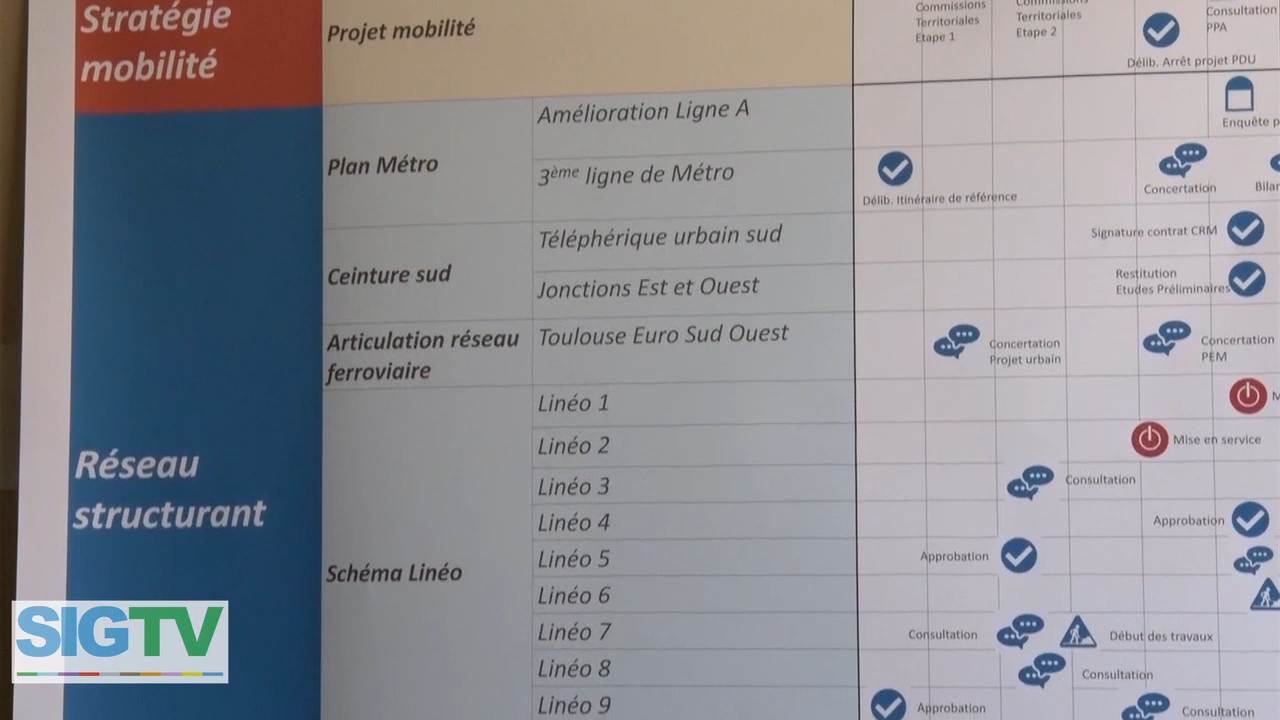 Stratégie
mobilité
Projet mobilité
Commissions
Territoriales
Etape 1
Commissions
Territoriales
Etape 2
Consultation
PPA
Délib. Arrêt projet PDU
Réseau
structurant
Plan Métro
Amélioration Ligne A
Enquête p
3ème ligne de Métro
Délib. Itinéraire de référence
Concertation
Bilan
Ceinture sud
Téléphérique urbain sud
Signature contrat CRM
Jonctions Est et Ouest
Restitution
Etudes Préliminaires
Articulation réseau
ferroviaire
Toulouse Euro Sud Ouest
Concertation
Projet urbain
Concertation
PEM
Schéma Linéo
Linéo 1
M
Linéo 2
Mise en service
Linéo 3
Consultation
Linéo 4
Approbation
Linéo 5
Approbation
Linéo 6
Linéo 7
Consultation
Début des travaux
Linéo 8
Consultation
Linéo 9
Approbation
Consultation
SIGTV